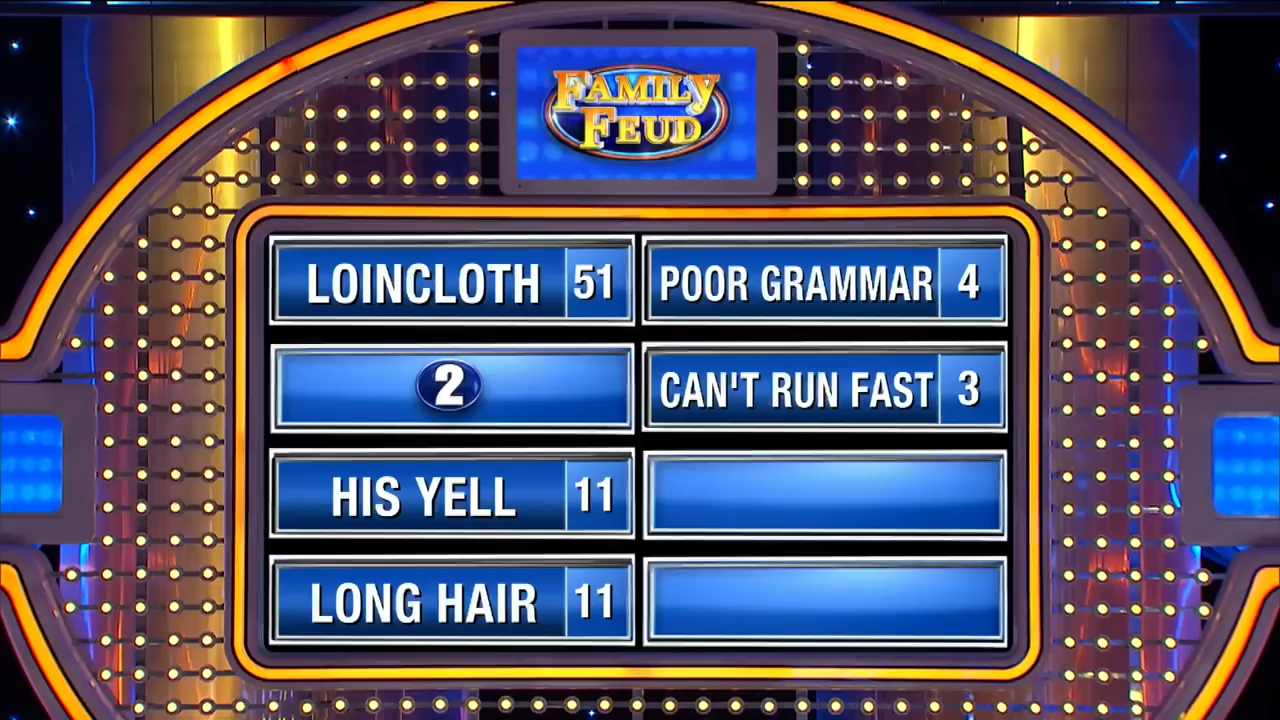 FAMILY
FEUD
LOINCLOTH 51
POOR GRAMMAR 4
2
CAN'T RUN FAST 3
HIS YELL 11
LONG HAIR 11